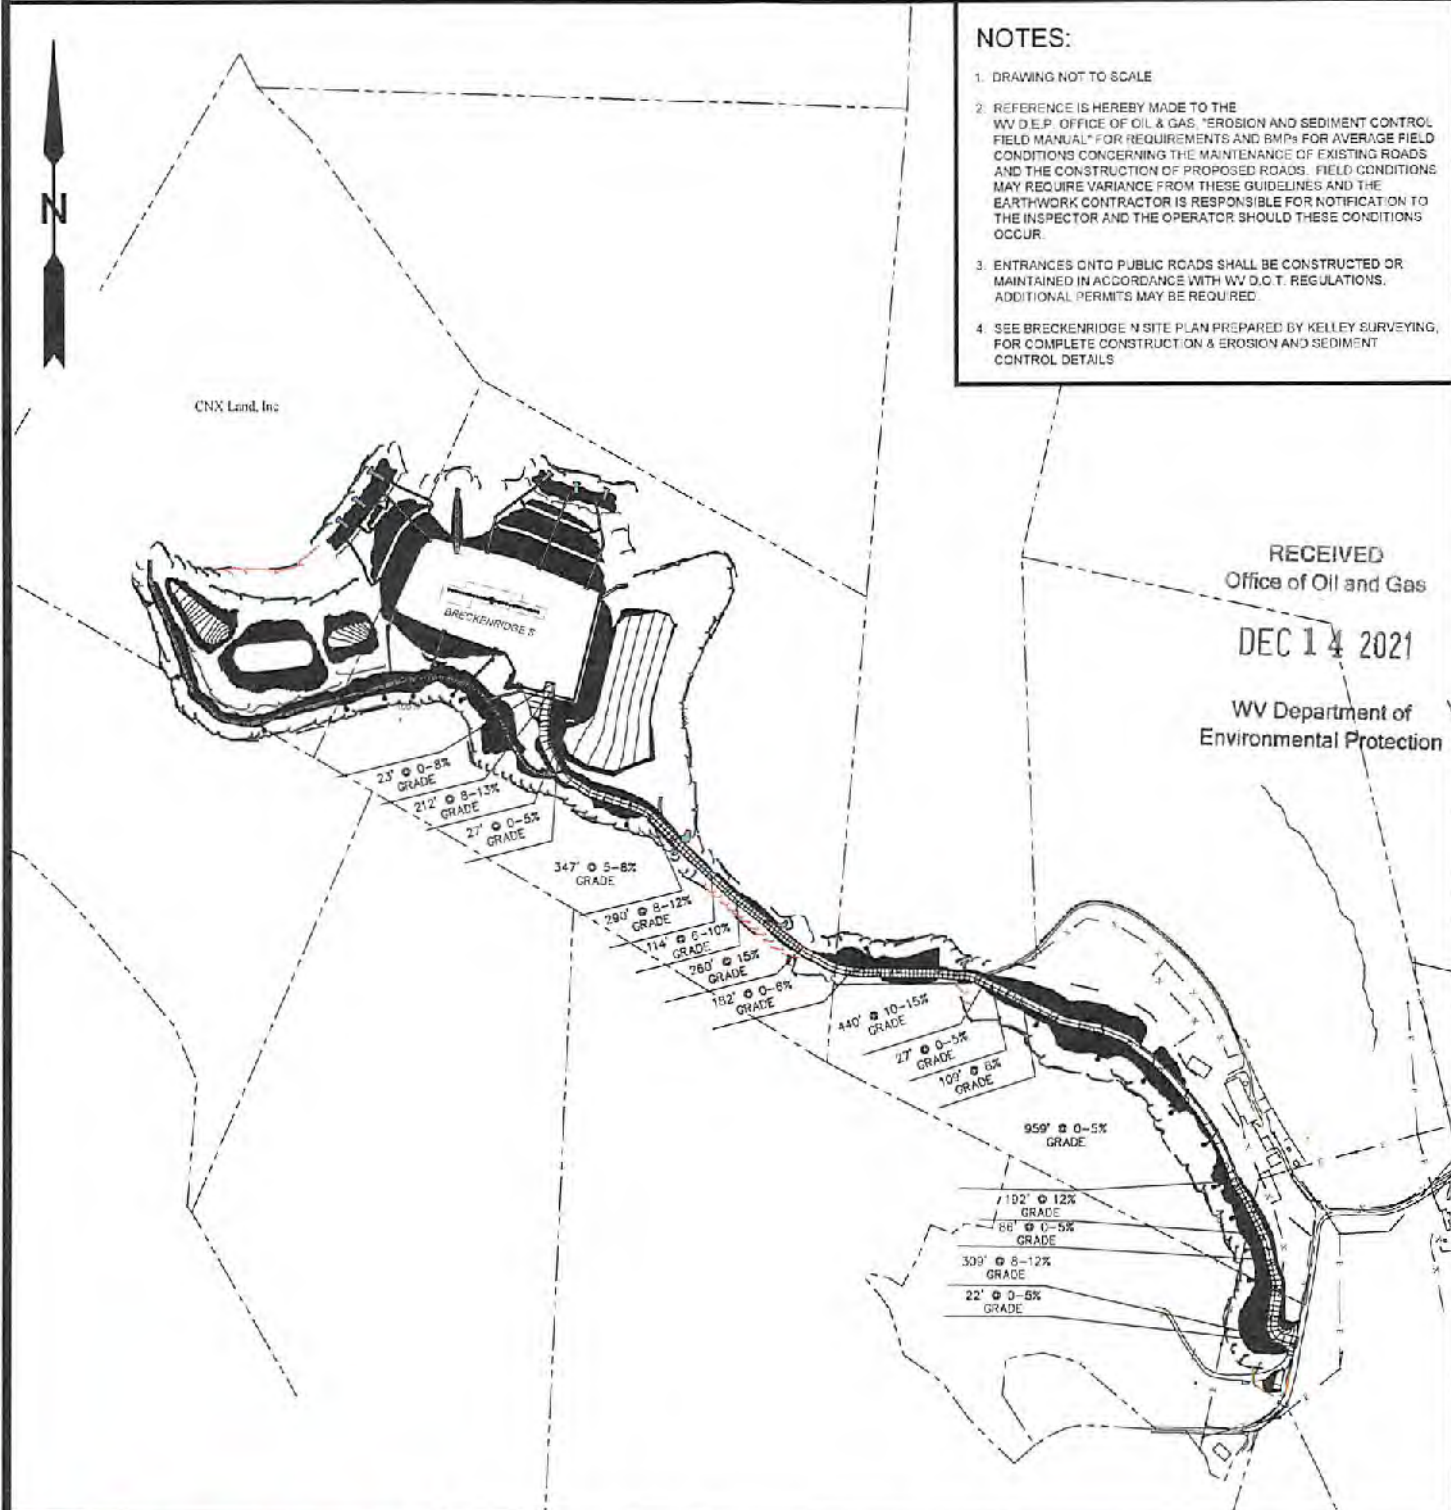 NOTES:
1. DRAWING NOT TO SCALE
2. REFERENCE IS HEREBY MADE TO THE
WV D.E.P. OFFICE OF OIL & GAS, "EROSION AND SEDIMENT CONTROL
FIELD MANUAL" FOR REQUIREMENTS AND BMPs FOR AVERAGE FIELD
CONDITIONS CONCERNING THE MAINTENANCE OF EXISTING ROADS
AND THE CONSTRUCTION OF PROPOSED ROADS. FIELD CONDITIONS
MAY REQUIRE VARIANCE FROM THESE GUIDELINES AND THE
EARTHWORK CONTRACTOR IS RESPONSIBLE FOR NOTIFICATION TO
THE INSPECTOR AND THE OPERATOR SHOULD THESE CONDITIONS
OCCUR.
3. ENTRANCES ONTO PUBLIC ROADS SHALL BE CONSTRUCTED OR
MAINTAINED IN ACCORDANCE WITH WV D.O.T. REGULATIONS.
ADDITIONAL PERMITS MAY BE REQUIRED.
4. SEE BRECKENRIDGE N SITE PLAN PREPARED BY KELLEY SURVEYING,
FOR COMPLETE CONSTRUCTION & EROSION AND SEDIMENT
CONTROL DETAILS
N
CNX Land, Inc
RECEIVED
Office of Oil and Gas
DEC 14 2021
WV Department of
Environmental Protection
BRECKENRIDGE S
23' @ 0-8%
GRADE
212' @ 8-13%
GRADE
27' @ 0-5%
GRADE
347' @ 5-8%
GRADE
290' @ 8-12%
GRADE
114' @ 6-10%
GRADE
260' @ 15%
GRADE
182' @ 0-6%
GRADE
440' @ 10-15%
GRADE
27' @ 0-5%
GRADE
109' @ 6%
GRADE
959' @ 0-5%
GRADE
192' @ 12%
GRADE
86' @ 0-5%
GRADE
309' @ 8-12%
GRADE
22' @ 0-5%
GRADE